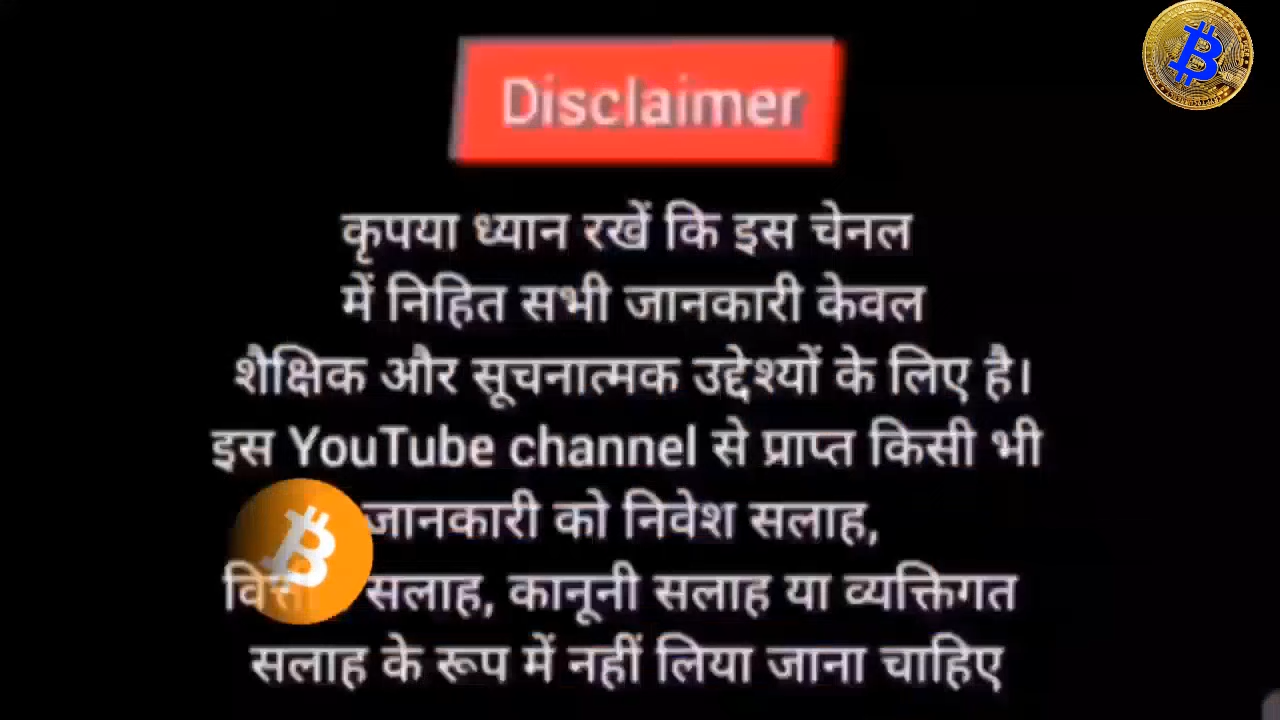 Disclaimer
कृपया ध्यान रखें कि इस चेनल
में निहित सभी जानकारी केवल
शैक्षिक और सूचनात्मक उद्देश्यों के लिए है।
इस YouTube channel से प्राप्त किसी भी
जानकारी को निवेश सलाह,
सलाह, कानूनी सलाह या व्यक्तिगत
सलाह के रूप में नहीं लिया जाना चाहिए